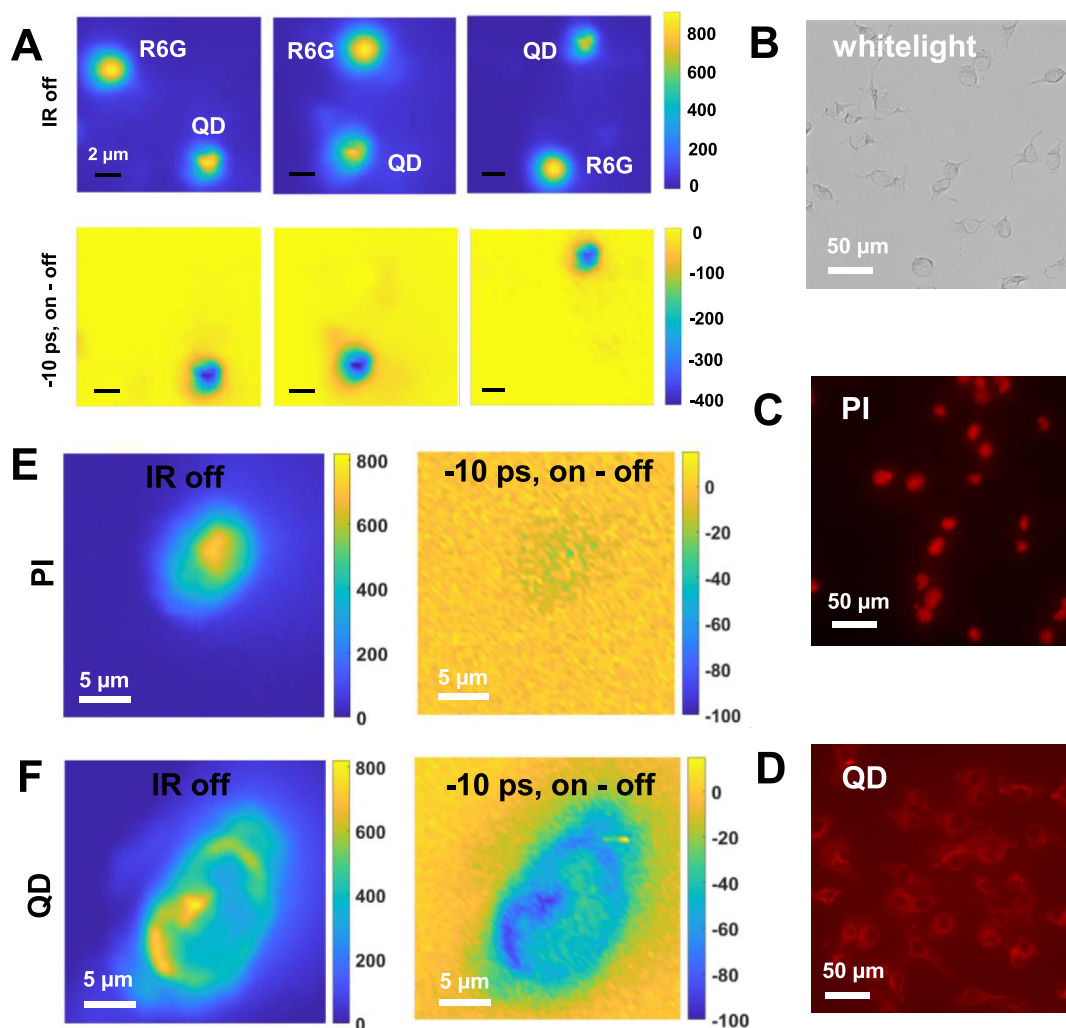 A
IR off
R6G
QD
2 µm
R6G
QD
QD
R6G
800
600
400
200
0
-10 ps, on - off
0
-100
-200
-300
-400
B
whitelight
50 µm
C
PI
50 µm
E
PI
IR off
5 µm
800
600
400
200
0
-10 ps, on - off
5 µm
0
-20
-40
-60
-80
-100
F
QD
IR off
5 µm
800
600
400
200
0
-10 ps, on - off
5 µm
0
-20
-40
-60
-80
-100
D
QD
50 µm